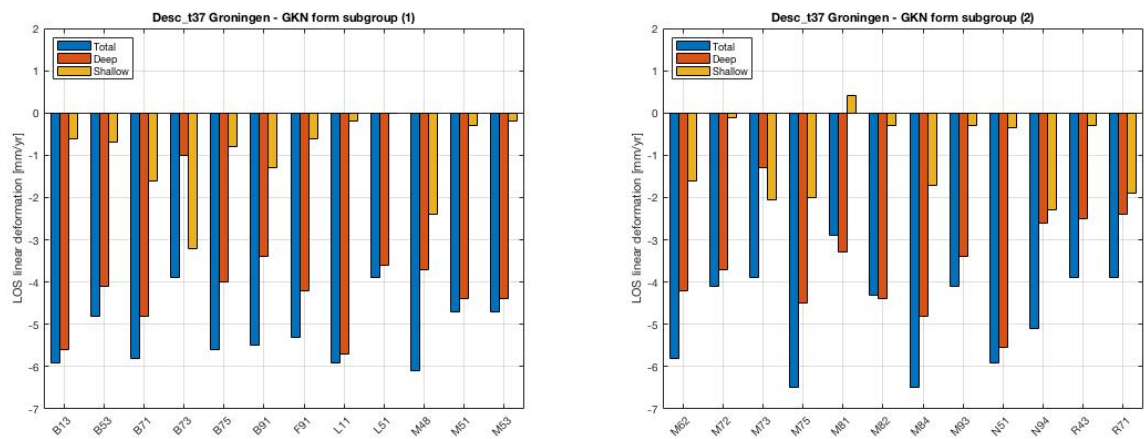 Desc_t37 Groningen - GKN form subgroup (1)
2
1
0
-1
-2
-3
-4
-5
-6
-7
LOS linear deformation [mm/yr]
Total
Deep
Shallow
B13 B53 B71 B73 B75 B91 F91 L11 L51 M48 M51 M53
Desc_t37 Groningen - GKN form subgroup (2)
2
1
0
-1
-2
-3
-4
-5
-6
-7
LOS linear deformation [mm/yr]
Total
Deep
Shallow
M62 M72 M73 M75 M81 M82 M84 M93 N51 N94 R43 R71